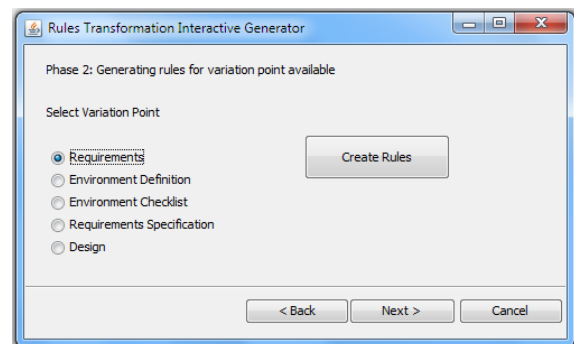 Rules Transformation Interactive Generator
Phase 2: Generating rules for variation point available
Select Variation Point
Requirements
Create Rules
Environment Definition
Environment Checklist
Requirements Specification
Design
< Back
Next >
Cancel